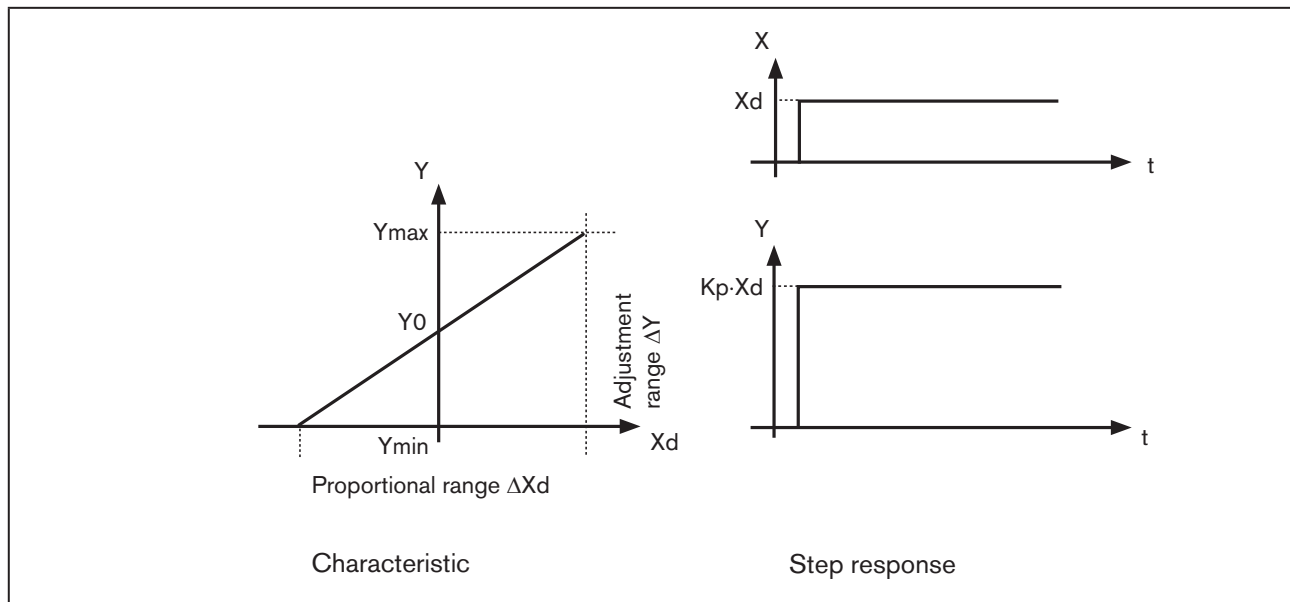 Y
Ymax
Y0
Ymin
Xd
Adjustment
range ΔY
Proportional range ΔXd
Characteristic
X
Xd
t
Y
Kp·Xd
t
Step response